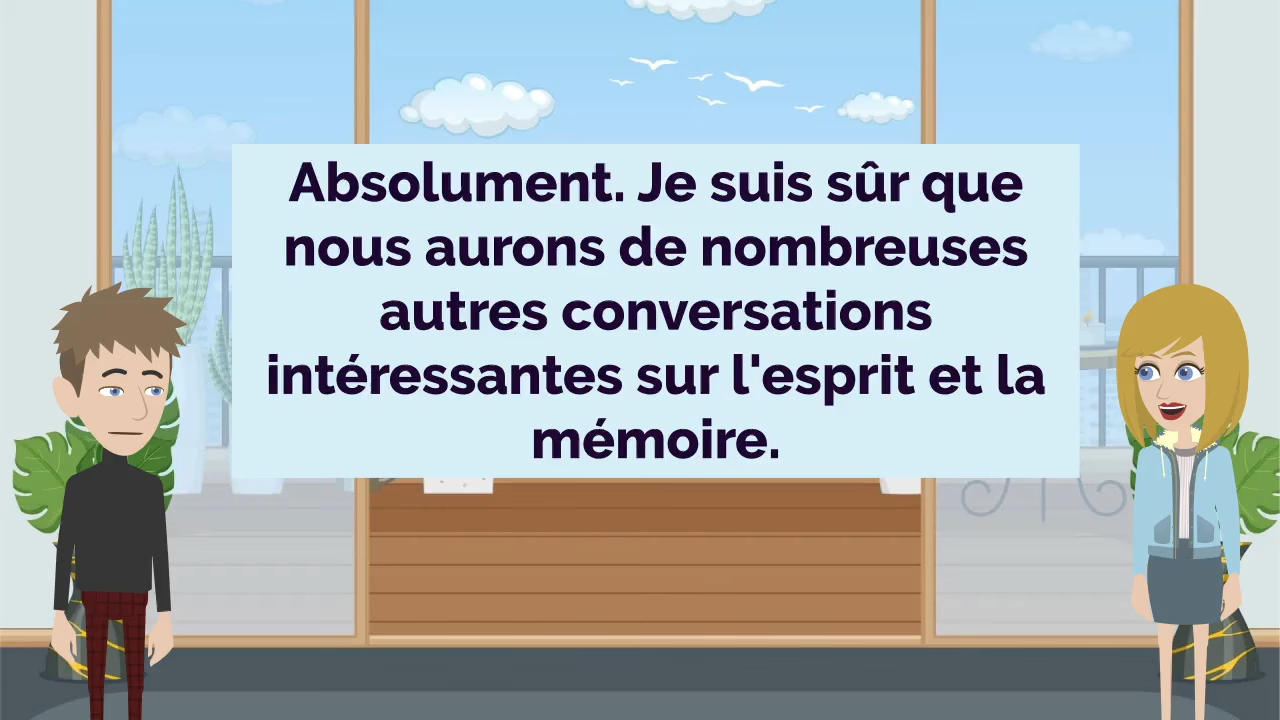 Absolument. Je suis sûr que
nous aurons de nombreuses
autres conversations
intéressantes sur l'esprit et la
mémoire.